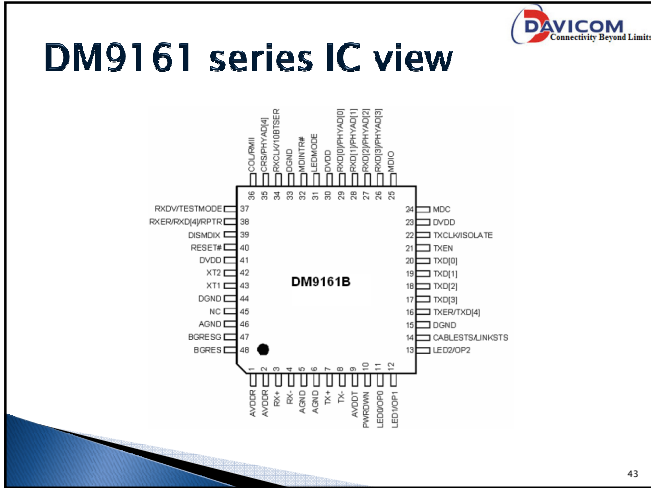 DAVICOM
Connectivity Beyond Limits
DM9161 series IC view
COL/RMII
CRS/PHYAD[4]
RXCLK/10BTSER
DGND
MDINTR#
LEDMODE
DVDD
RXD[0]/PHYAD[0]
RXD[1]/PHYAD[1]
RXD[2]/PHYAD[2]
RXD[3]/PHYAD[3]
MDIO
36 35 34 33 32 31 30 29 28 27 26 25
RXDV/TESTMODE 37
RXER/RXD[4]/RPTR 38
DISMDIX 39
RESET# 40
DVDD 41
XT2 42
XT1 43
DGND 44
NC 45
AGND 46
BGRESG 47
BGRES 48
DM9161B
24 MDC
23 DVDD
22 TXCLK/ISOLATE
21 TXEN
20 TXD[0]
19 TXD[1]
18 TXD[2]
17 TXD[3]
16 TXER/TXD[4]
15 DGND
14 CABLESTS/LINKSTS
13 LED2/OP2
1 2 3 4 5 6 7 8 9 10 11 12
AVDDR
AVDDR
RX+
RX-
AGND
AGND
TX+
TX-
AVDDT
PWRDWN
LED0/OP0
LED1/OP1
43